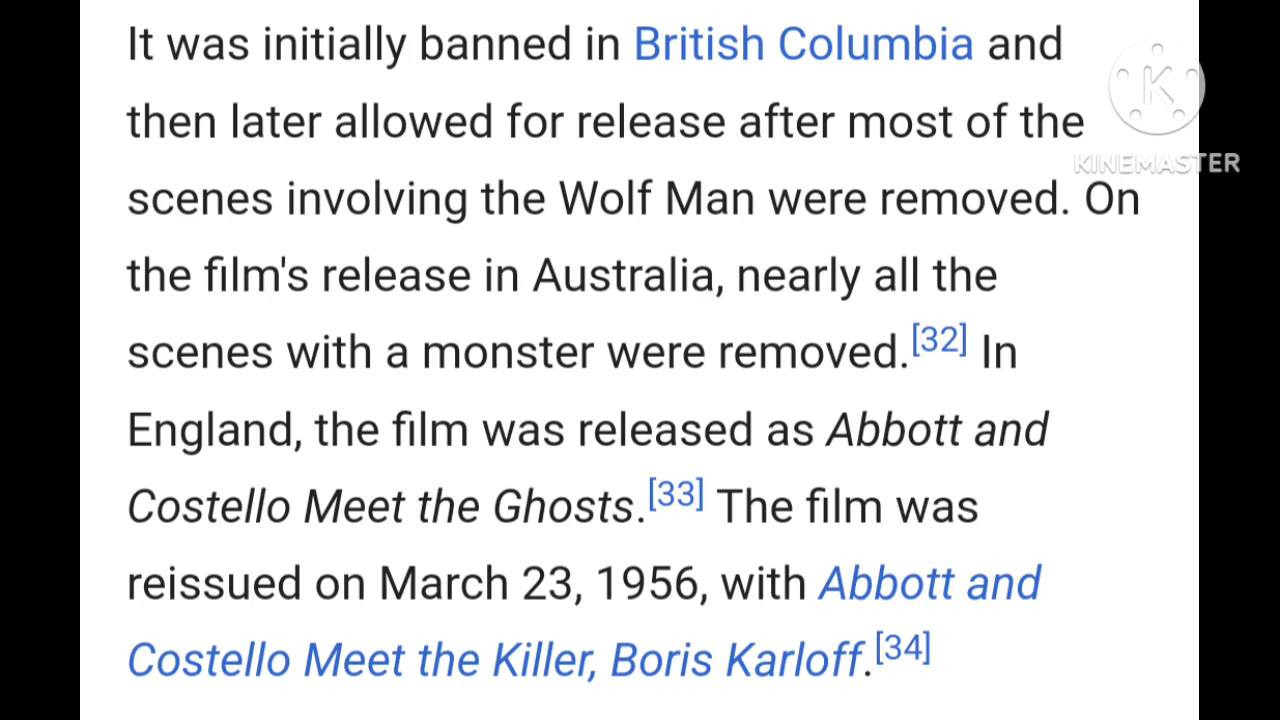 It was initially banned in British Columbia and
then later allowed for release after most of the
scenes involving the Wolf Man were removed. On
the film's release in Australia, nearly all the
scenes with a monster were removed.[32] In
England, the film was released as Abbott and
Costello Meet the Ghosts.[33] The film was
reissued on March 23, 1956, with Abbott and
Costello Meet the Killer, Boris Karloff.[34]
K
KINEMASTER